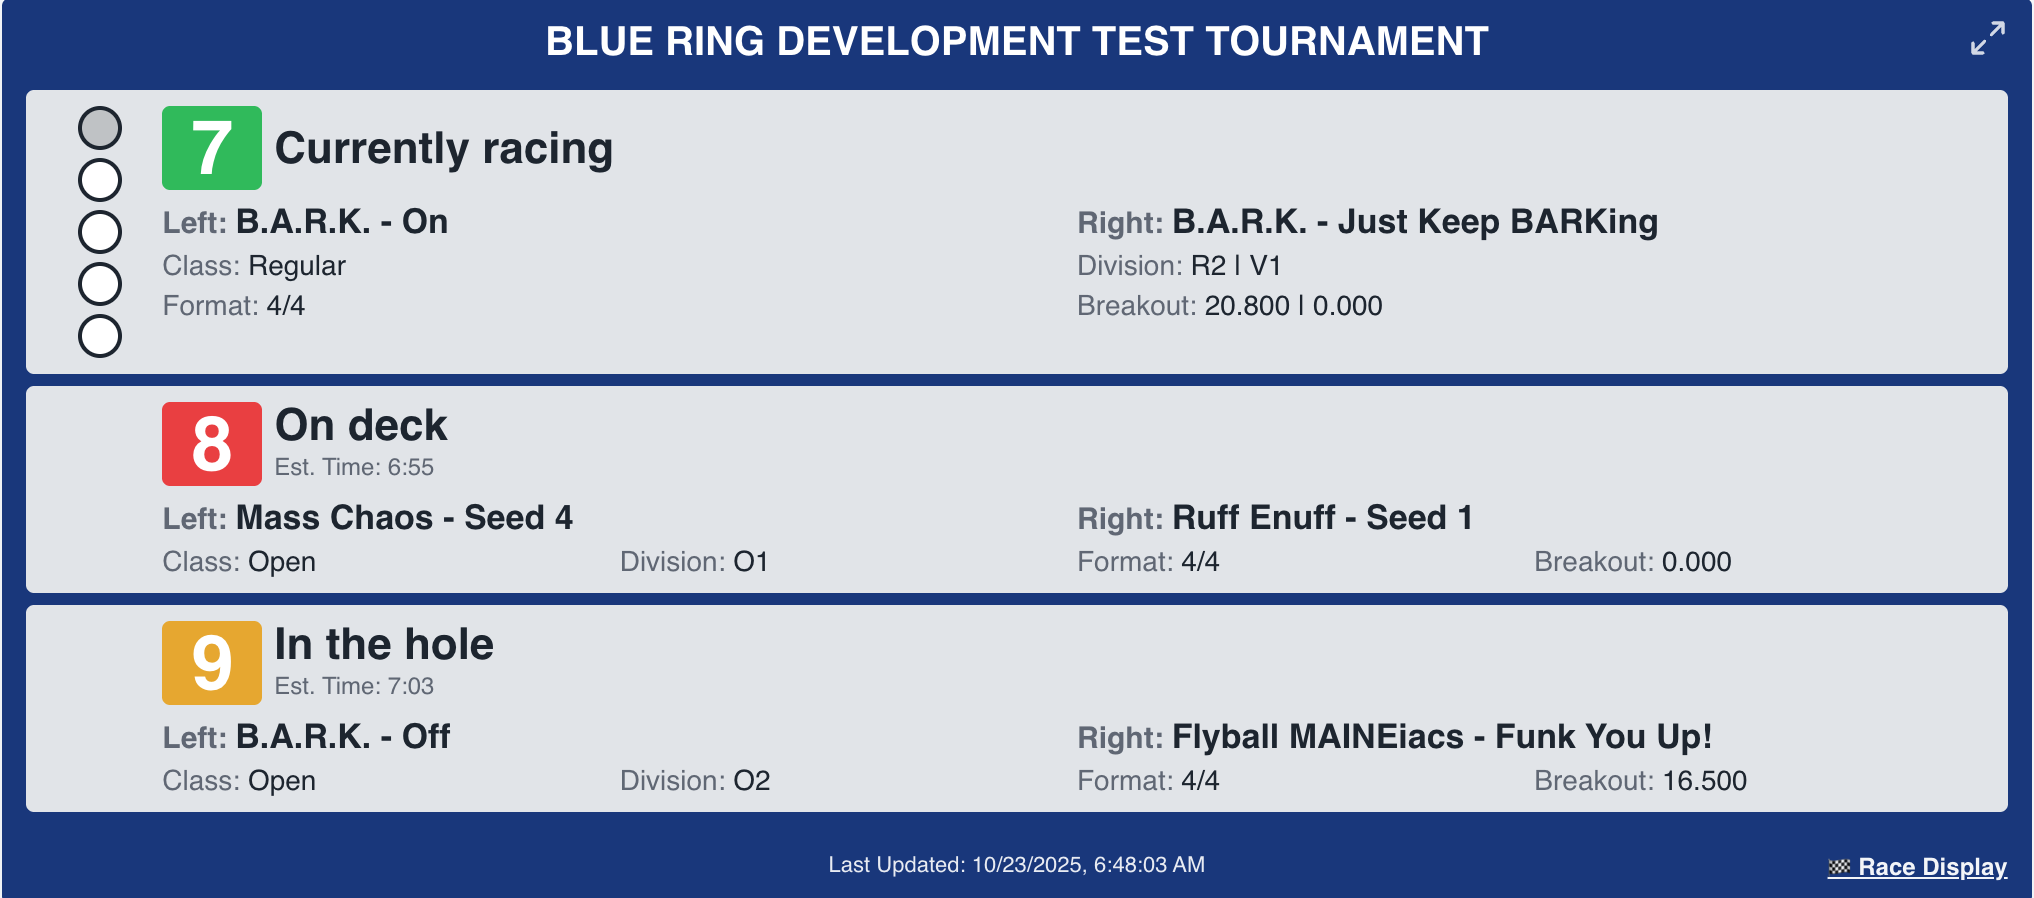 BLUE RING DEVELOPMENT TEST TOURNAMENT
7 Currently racing
Left: B.A.R.K. - On
Right: B.A.R.K. - Just Keep BARKing
Class: Regular
Division: R2 | V1
Format: 4/4
Breakout: 20.800 | 0.000
8 On deck
Est. Time: 6:55
Left: Mass Chaos - Seed 4
Right: Ruff Enuff - Seed 1
Class: Open
Division: O1
Format: 4/4
Breakout: 0.000
9 In the hole
Est. Time: 7:03
Left: B.A.R.K. - Off
Right: Flyball MAINEiacs - Funk You Up!
Class: Open
Division: O2
Format: 4/4
Breakout: 16.500
Last Updated: 10/23/2025, 6:48:03 AM
🏁 Race Display